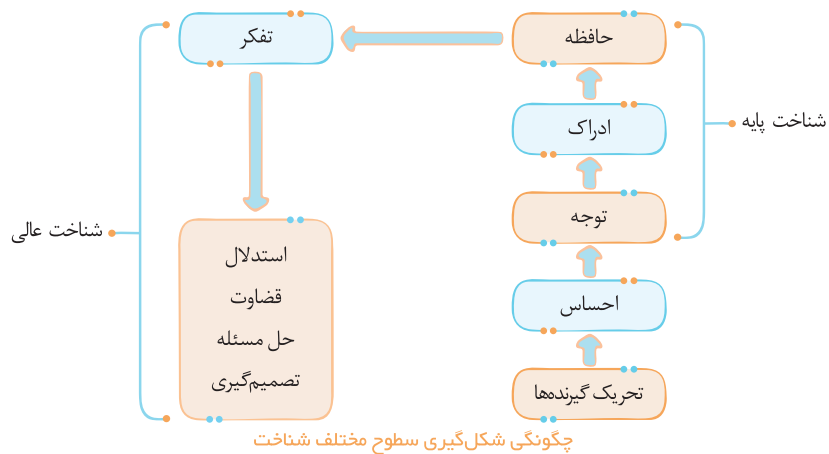 حافظه
ادراک
توجه
احساس
تحریک گیرنده‌ها
شناخت پایه
تفکر
استدلال
قضاوت
حل مسئله
تصمیم‌گیری
شناخت عالی
چگونگی شکل‌گیری سطوح مختلف شناخت